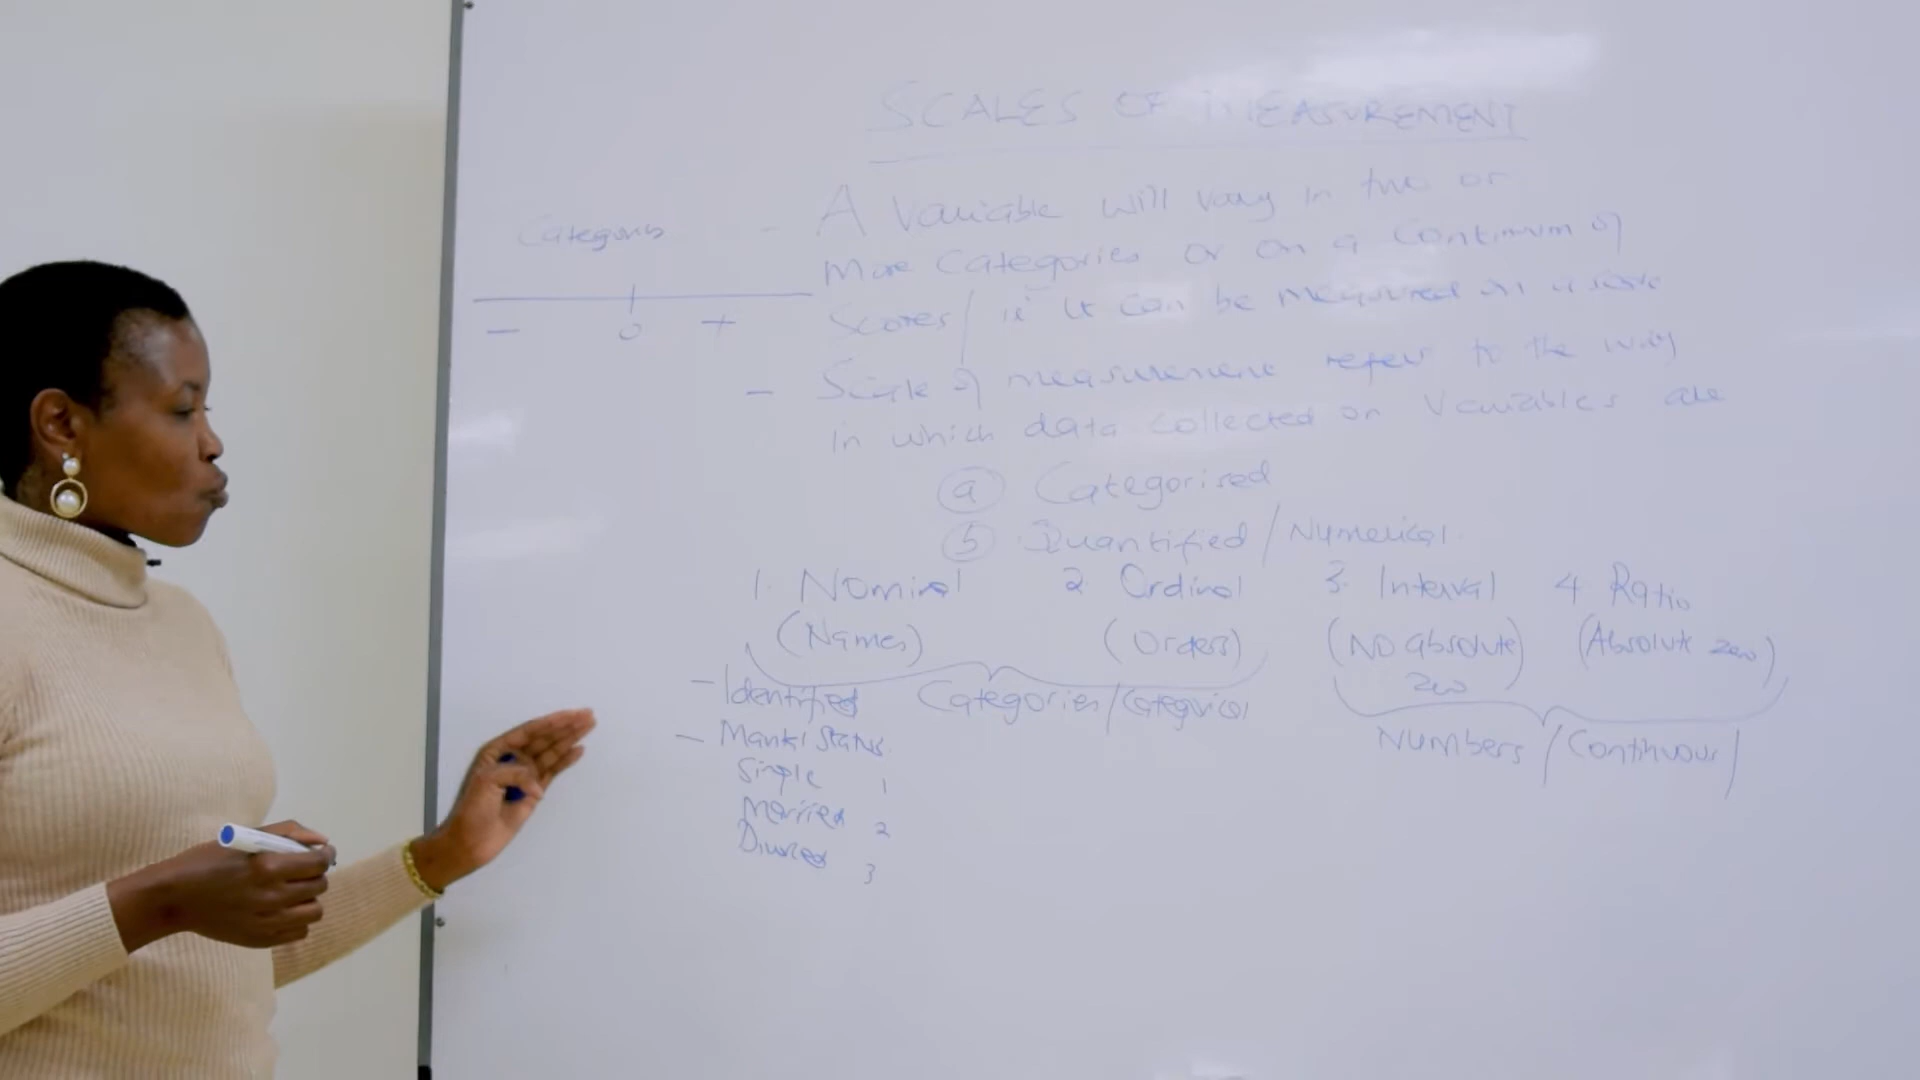 SCALES OF MEASUREMENT
Categories
- 0 +
- A Variable will vary in two or
More Categories or on a Continuum of
Scores/ ie it can be measured on a scale
- Scale of measurement refers to the way
in which data collected on Variables are
a Categorised
b Quantified / Numerical
1. Nominal 2 Ordinal 3. Interval 4 Ratio
(Names) (Orders) (NO absolute Zero) (Absolute zero)
Categories/categorical
Numbers / Continuous
- Identified
- Marital Status
Single 1
Married 2
Divorced 3